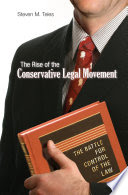 Steven M. Teles
The Rise of the
Conservative Legal Movement
THE BATTLE
FOR
CONTROL OF
THE LAW